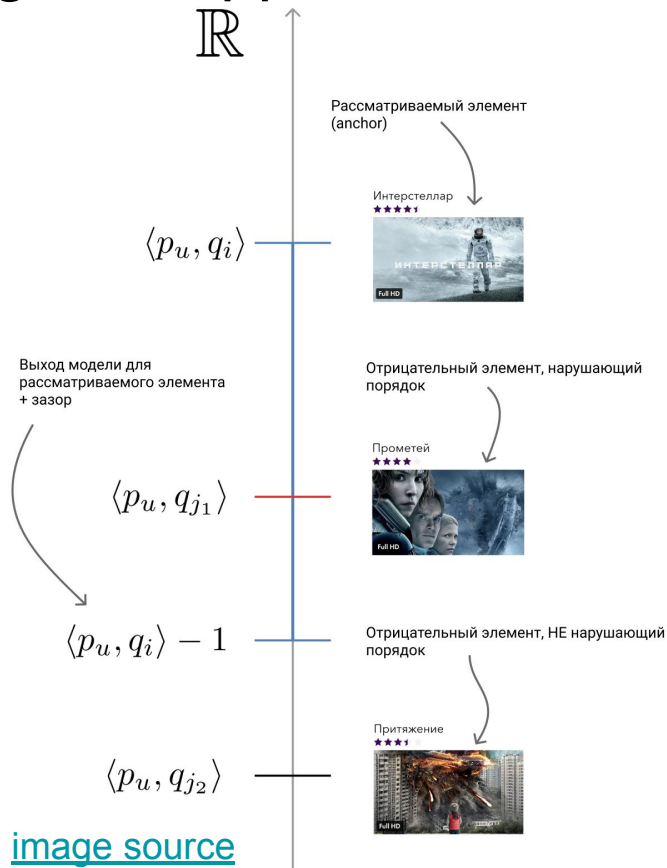 ℝ
Рассматриваемый элемент
(anchor)
Интерстеллар
⟨p_u, q_i⟩
ИНТЕРСТЕЛЛАР
Full HD
Выход модели для
рассматриваемого элемента
+ зазор
Отрицательный элемент, нарушающий
порядок
Прометей
⟨p_u, q_{j_1}⟩
Full HD
⟨p_u, q_i⟩ − 1
Отрицательный элемент, НЕ нарушающий
порядок
Притяжение
⟨p_u, q_{j_2}⟩
Full HD
image source